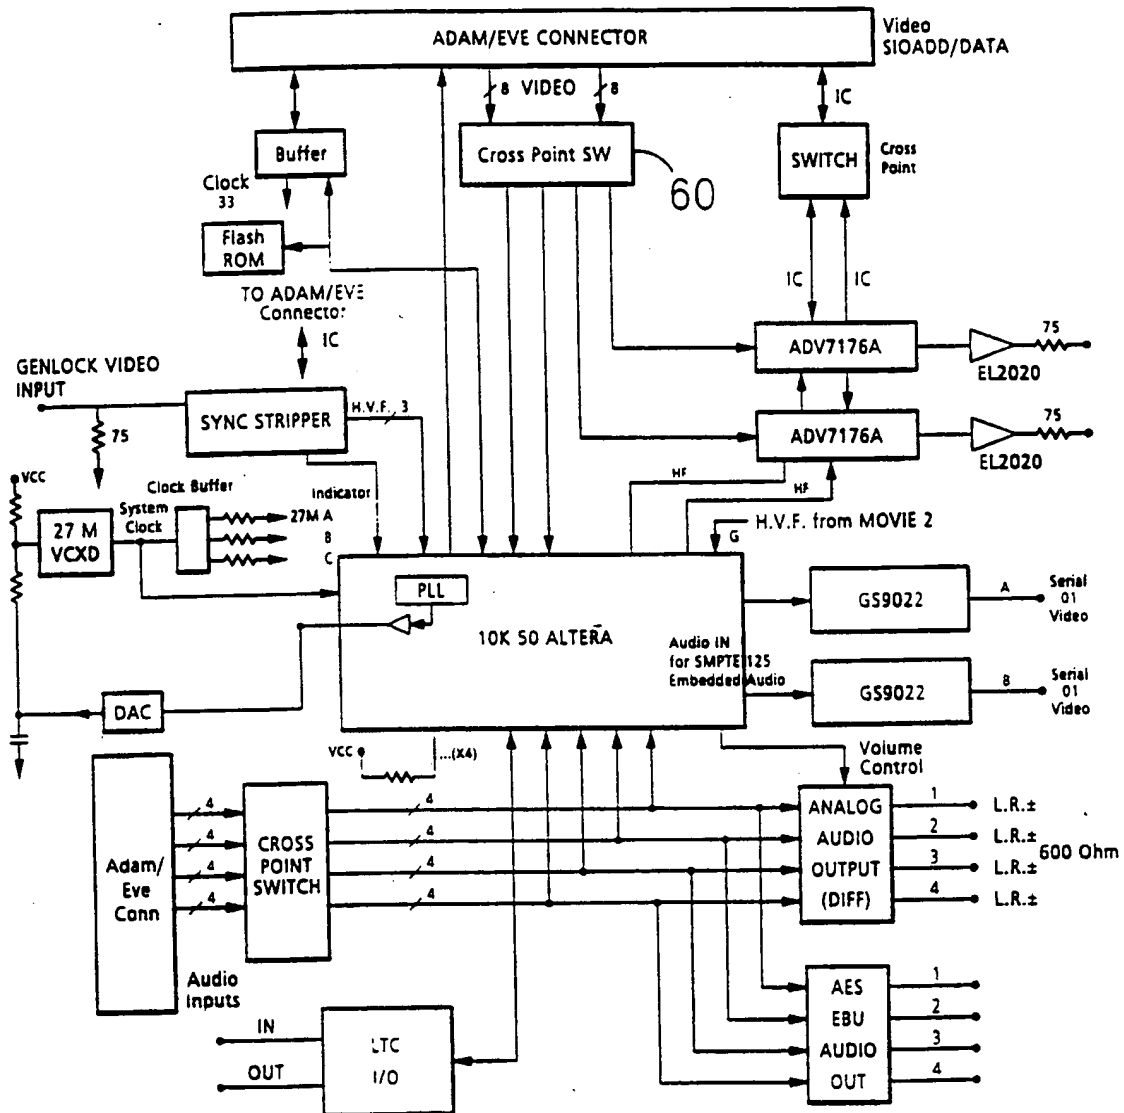 ADAM/EVE CONNECTOR
Video
SIOADD/DATA
8 VIDEO 8
IC
Buffer
Cross Point SW
60
SWITCH
Cross
Point
Clock
33
Flash
ROM
TO ADAM/EVE
Connector
IC
IC
IC
GENLOCK VIDEO
INPUT
SYNC STRIPPER
H.V.F. 3
75
ADV7176A
75
EL2020
ADV7176A
75
EL2020
VCC
Clock Buffer
Indicator
HF
HF
27 M
VCXD
System
Clock
27M A
B
C
H.V.F. from MOVIE 2
G
PLL
10K 50 ALTERA
Audio IN
for SMPTE 125
Embedded Audio
GS9022
A
Serial
01
Video
GS9022
B
Serial
01
Video
DAC
VCC
...(X4)
Volume
Control
Adam/
Eve
Conn
4
4
4
4
CROSS
POINT
SWITCH
4
4
4
4
ANALOG
AUDIO
OUTPUT
(DIFF)
1
2
3
4
L.R.±
L.R.±
L.R.±
L.R.±
600 Ohm
Audio
Inputs
IN
OUT
LTC
I/O
AES
EBU
AUDIO
OUT
1
2
3
4